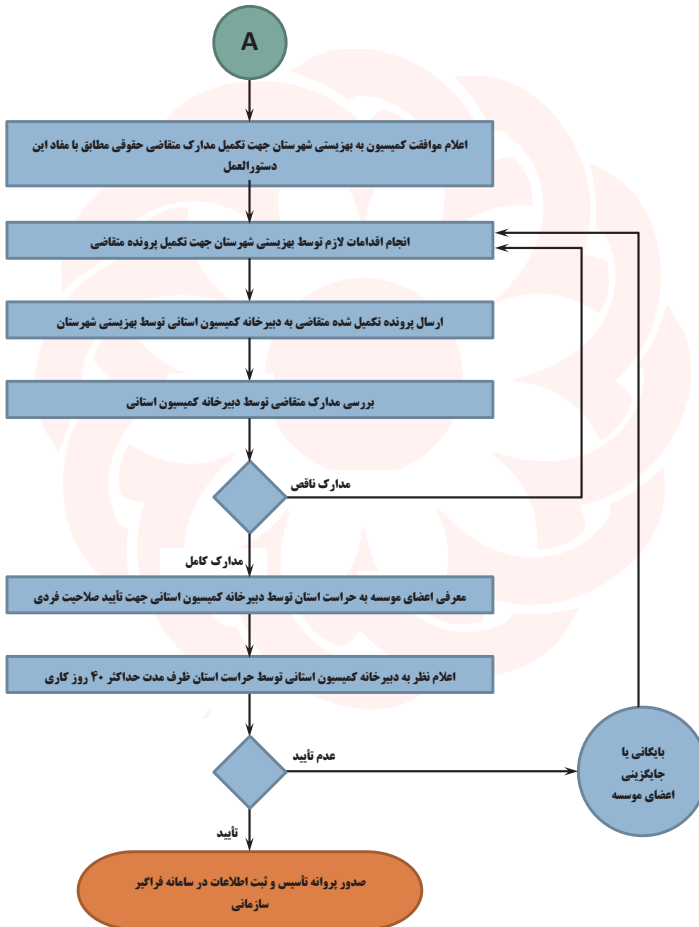 A
اعلام موافقت کمیسیون به بهزیستی شهرستان جهت تکمیل مدارک متقاضی حقوقی مطابق با مفاد این
دستورالعمل
انجام اقدامات لازم توسط بهزیستی شهرستان جهت تکمیل پرونده متقاضی
ارسال پرونده تکمیل شده متقاضی به دبیرخانه کمیسیون استانی توسط بهزیستی شهرستان
بررسی مدارک متقاضی توسط دبیرخانه کمیسیون استانی
مدارک ناقص
مدارک کامل
معرفی اعضای موسسه به حراست استان توسط دبیرخانه کمیسیون استانی جهت تأیید صلاحیت فردی
اعلام نظر به دبیرخانه کمیسیون استانی توسط حراست استان ظرف مدت حداکثر ۴۰ روز کاری
عدم تأیید
بایگانی یا
جایگزینی
اعضای موسسه
تأیید
صدور پروانه تأسیس و ثبت اطلاعات در سامانه فراگیر
سازمانی